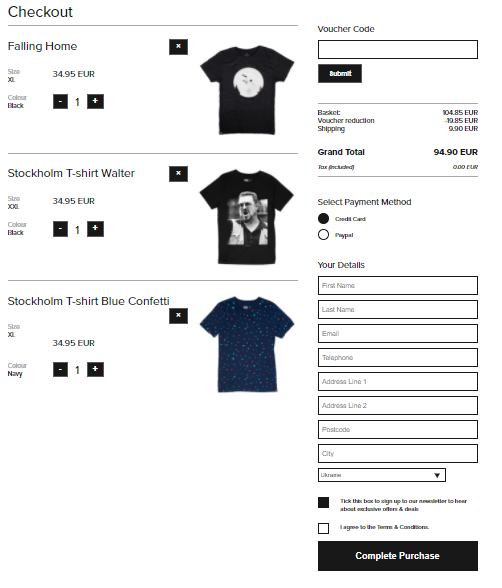 Checkout
Falling Home
×
Size
XL
34.95 EUR
Colour
Black
- 1 +
Stockholm T-shirt Walter
×
Size
XXL
34.95 EUR
Colour
Black
- 1 +
Stockholm T-shirt Blue Confetti
×
Size
XL
34.95 EUR
Colour
Navy
- 1 +
Voucher Code
Submit
Basket: 104.85 EUR
Voucher reduction -19.85 EUR
Shipping 9.90 EUR
Grand Total 94.90 EUR
Tax (included) 0.00 EUR
Select Payment Method
Credit Card
Paypal
Your Details
First Name
Last Name
Email
Telephone
Address Line 1
Address Line 2
Postcode
City
Ukraine
Tick this box to sign up to our newsletter to hear
about exclusive offers & deals
I agree to the Terms & Conditions.
Complete Purchase